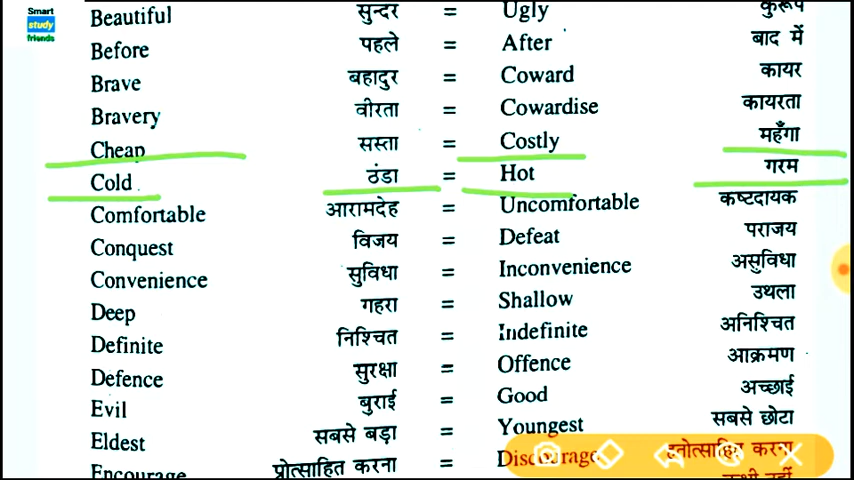 Smart
study
friends
Beautiful सुन्दर Ugly कुरूप
Before पहले = After बाद में
Brave बहादुर = Coward कायर
Bravery वीरता = Cowardise कायरता
Cheap सस्ता = Costly महँगा
Cold ठंडा = Hot गरम
Comfortable आरामदेह = Uncomfortable कष्टदायक
Conquest विजय = Defeat पराजय
Convenience सुविधा = Inconvenience असुविधा
Deep गहरा = Shallow उथला
Definite निश्चित = Indefinite अनिश्चित
Defence सुरक्षा = Offence आक्रमण
Evil बुराई = Good अच्छाई
Eldest सबसे बड़ा = Youngest सबसे छोटा
Encourage प्रोत्साहित करना = Discourage करना